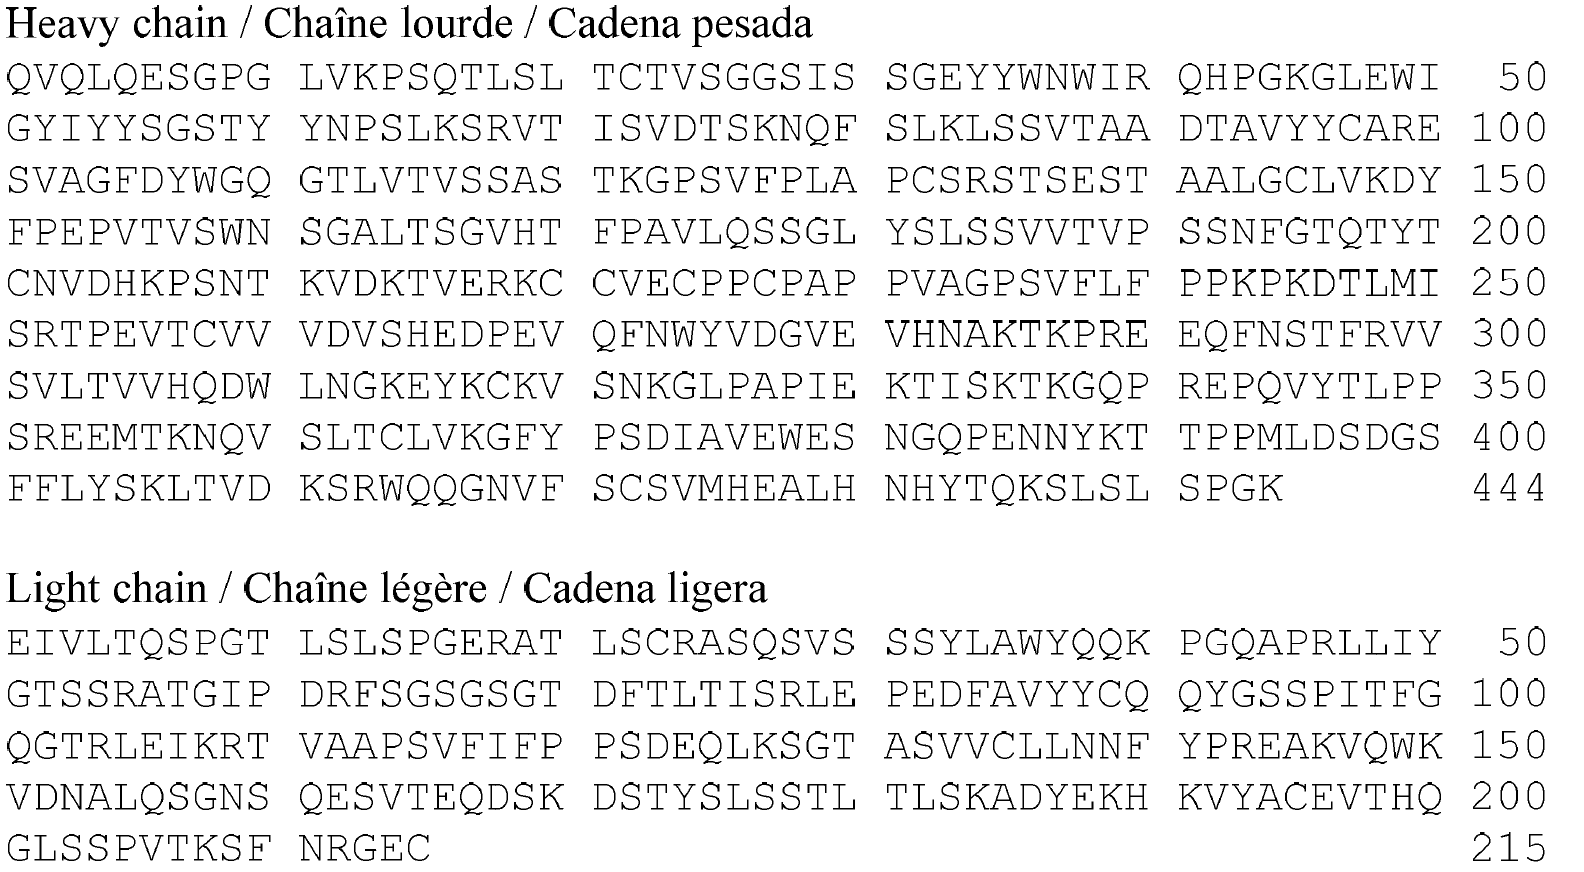 Heavy chain / Chaîne lourde / Cadena pesada
QVQLQESGPG LVKPSQTLSL TCTVSGGSIS SGEYYWNWIR QHPGKGLEWI 50
GYIYYSGSTY YNPSLKSRVT ISVDTSKNQF SLKLSSVTAA DTAVYYCARE 100
SVAGFDYWGQ GTLVTVSSAS TKGPSVFPLA PCSRSTSEST AALGCLVKDY 150
FPEPVTVSWN SGALTSGVHT FPAVLQSSGL YSLSSVVTVP SSNFGTQTYT 200
CNVDHKPSNT KVDKTVERKC CVECPPCPAP PVAGPSVFLF PPKPKDTLMI 250
SRTPEVTCVV VDVSHEDPEV QFNWYVDGVE VHNAKTKPRE EQFNSTFRVV 300
SVLTVVHQDW LNGKEYKCKV SNKGLPAPIE KTISKTKGQP REPQVYTLPP 350
SREEMTKNQV SLTCLVKGFY PSDIAVEWES NGQPENNYKT TPPMLDSDGS 400
FFLYSKLTVD KSRWQQGNVF SCSVMHEALH NHYTQKSLSL SPGK 444
Light chain / Chaîne légère / Cadena ligera
EIVLTQSPGT LSLSPGERAT LSCRASQSVS SSYLAWYQQK PGQAPRLLIY 50
GTSSRATGIP DRFSGSGSGT DFTLTISRLE PEDFAVYYCQ QYGSSPITFG 100
QGTRLEIKRT VAAPSVFIFP PSDEQLKSGT ASVVCLLNNF YPREAKVQWK 150
VDNALQSGNS QESVTEQDSK DSTYSLSSTL TLSKADYEKH KVYACEVTHQ 200
GLSSPVTKSF NRGEC 215